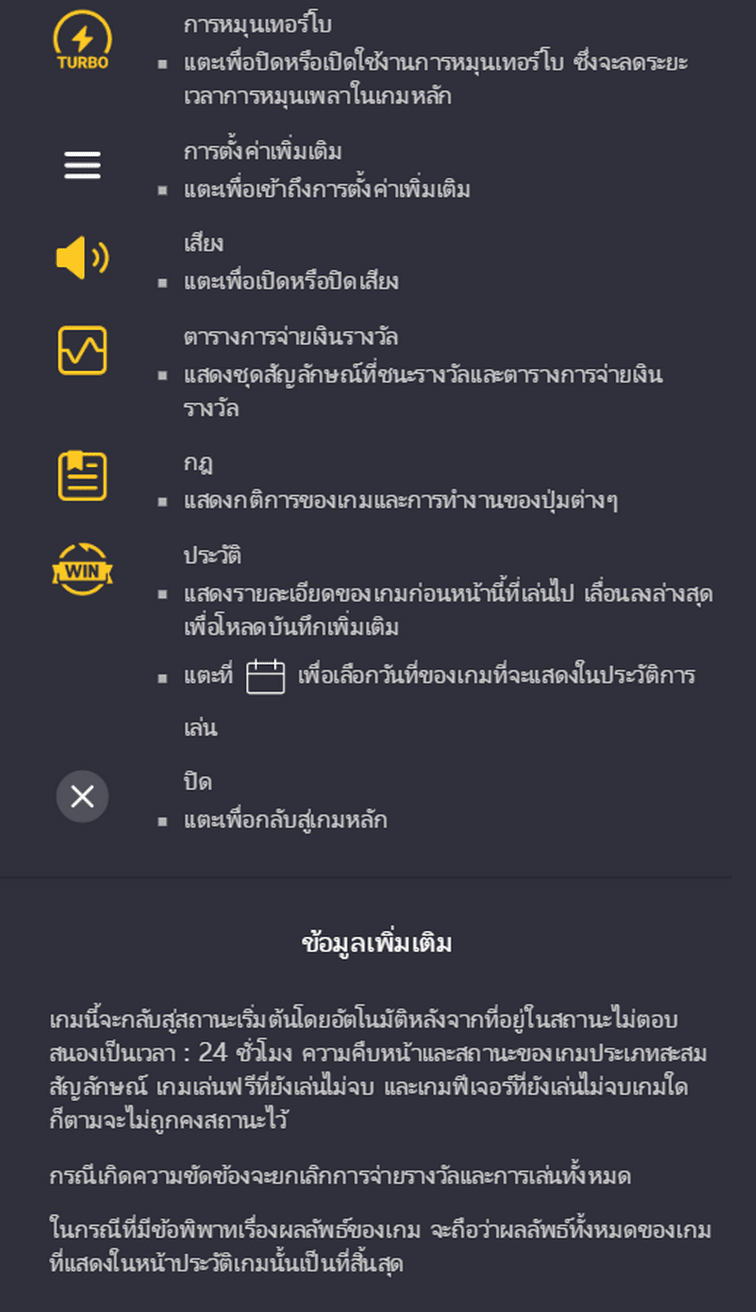 TURBO
การหมุนเทอร์โบ
▪ แตะเพื่อปิดหรือเปิดใช้งานการหมุนเทอร์โบ ซึ่งจะลดระยะ
เวลาการหมุนเพลาในเกมหลัก
การตั้งค่าเพิ่มเติม
▪ แตะเพื่อเข้าถึงการตั้งค่าเพิ่มเติม
เสียง
▪ แตะเพื่อเปิดหรือปิดเสียง
ตารางการจ่ายเงินรางวัล
▪ แสดงชุดสัญลักษณ์ที่ชนะรางวัลและตารางการจ่ายเงิน
รางวัล
กฎ
▪ แสดงกติการของเกมและการทำงานของปุ่มต่างๆ
WIN
ประวัติ
▪ แสดงรายละเอียดของเกมก่อนหน้านี้ที่เล่นไป เลื่อนลงล่างสุด
เพื่อโหลดบันทึกเพิ่มเติม
▪ แตะที่ เพื่อเลือกวันที่ของเกมที่จะแสดงในประวัติการ
เล่น
ปิด
▪ แตะเพื่อกลับสู่เกมหลัก
ข้อมูลเพิ่มเติม
เกมนี้จะกลับสู่สถานะเริ่มต้นโดยอัตโนมัติหลังจากที่อยู่ในสถานะไม่ตอบ
สนองเป็นเวลา : 24 ชั่วโมง ความคืบหน้าและสถานะของเกมประเภทสะสม
สัญลักษณ์ เกมเล่นฟรีที่ยังเล่นไม่จบ และเกมฟีเจอร์ที่ยังเล่นไม่จบเกมใด
ก็ตามจะไม่ถูกคงสถานะไว้
กรณีเกิดความขัดข้องจะยกเลิกการจ่ายรางวัลและการเล่นทั้งหมด
ในกรณีที่มีข้อพิพาทเรื่องผลลัพธ์ของเกม จะถือว่าผลลัพธ์ทั้งหมดของเกม
ที่แสดงในหน้าประวัติเกมนั้นเป็นที่สิ้นสุด